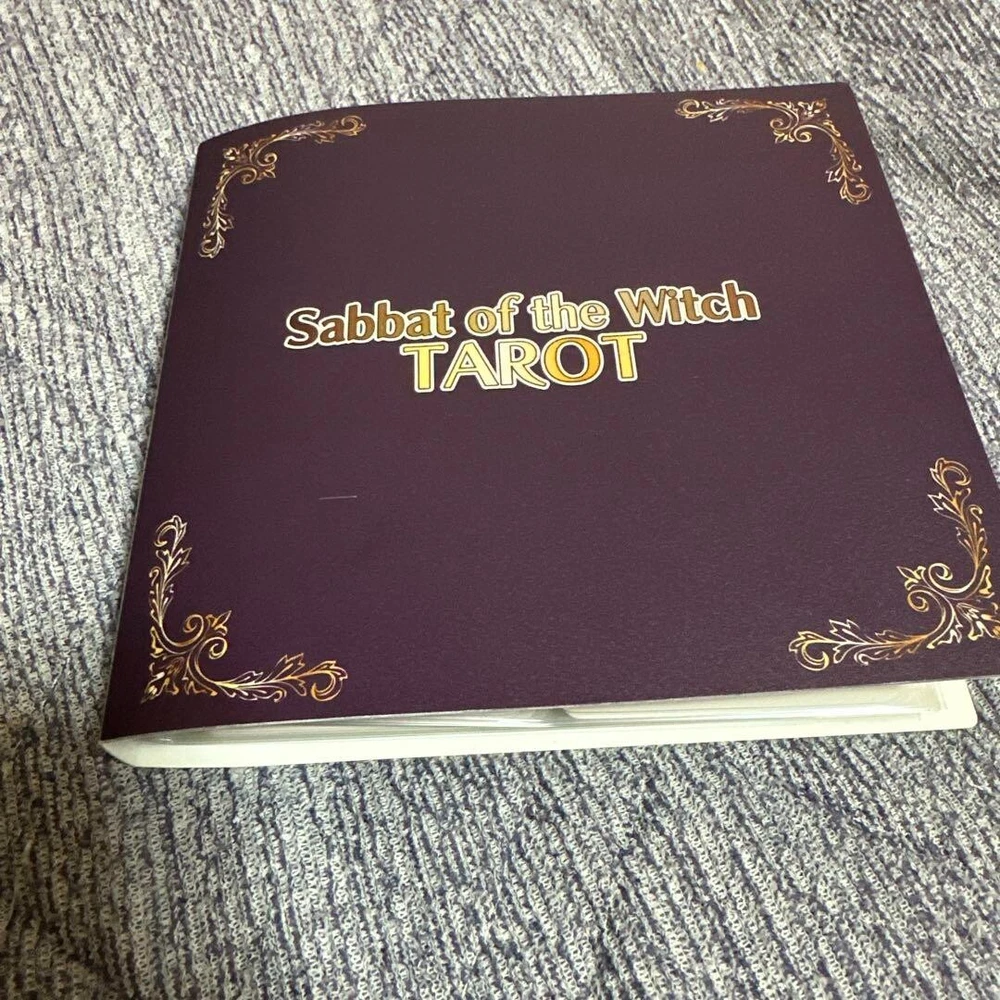 Sabbat of the Witch
TAROT